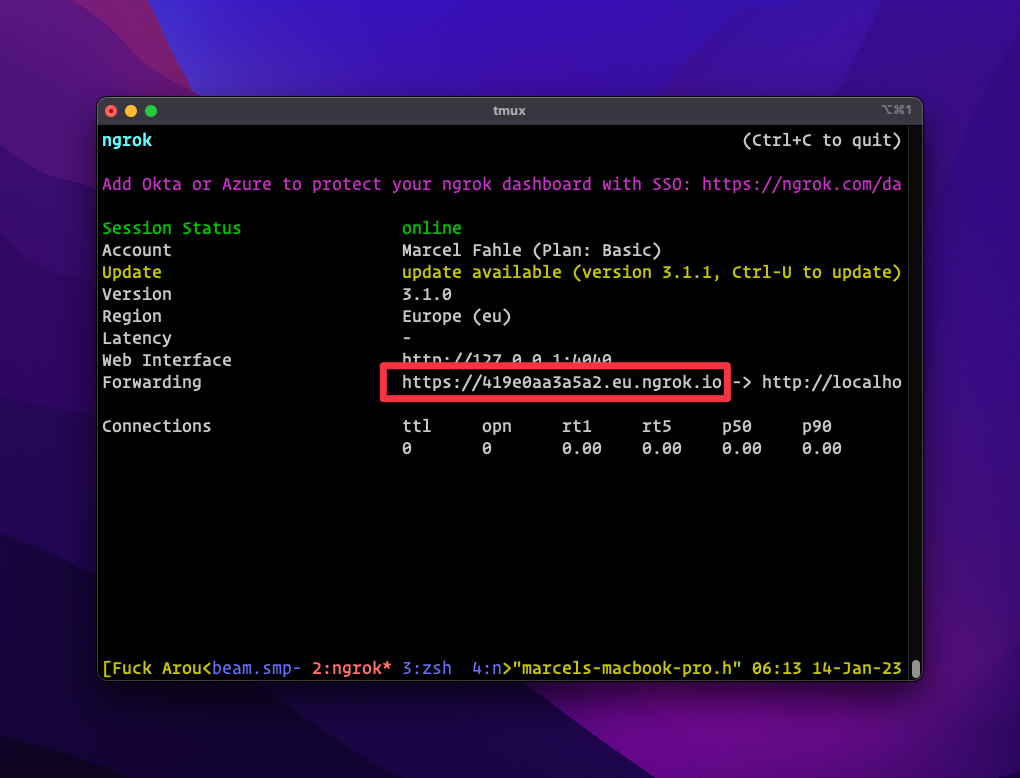 tmux
⌥⌘1
ngrok (Ctrl+C to quit)
Add Okta or Azure to protect your ngrok dashboard with SSO: https://ngrok.com/da
Session Status online
Account Marcel Fahle (Plan: Basic)
Update update available (version 3.1.1, Ctrl-U to update)
Version 3.1.0
Region Europe (eu)
Latency -
Web Interface http://127.0.0.1:4040
Forwarding https://419e0aa3a5a2.eu.ngrok.io -> http://localho
Connections ttl opn rt1 rt5 p50 p90
0 0 0.00 0.00 0.00 0.00
[Fuck Arou<beam.smp- 2:ngrok* 3:zsh 4:n>"marcels-macbook-pro.h" 06:13 14-Jan-23